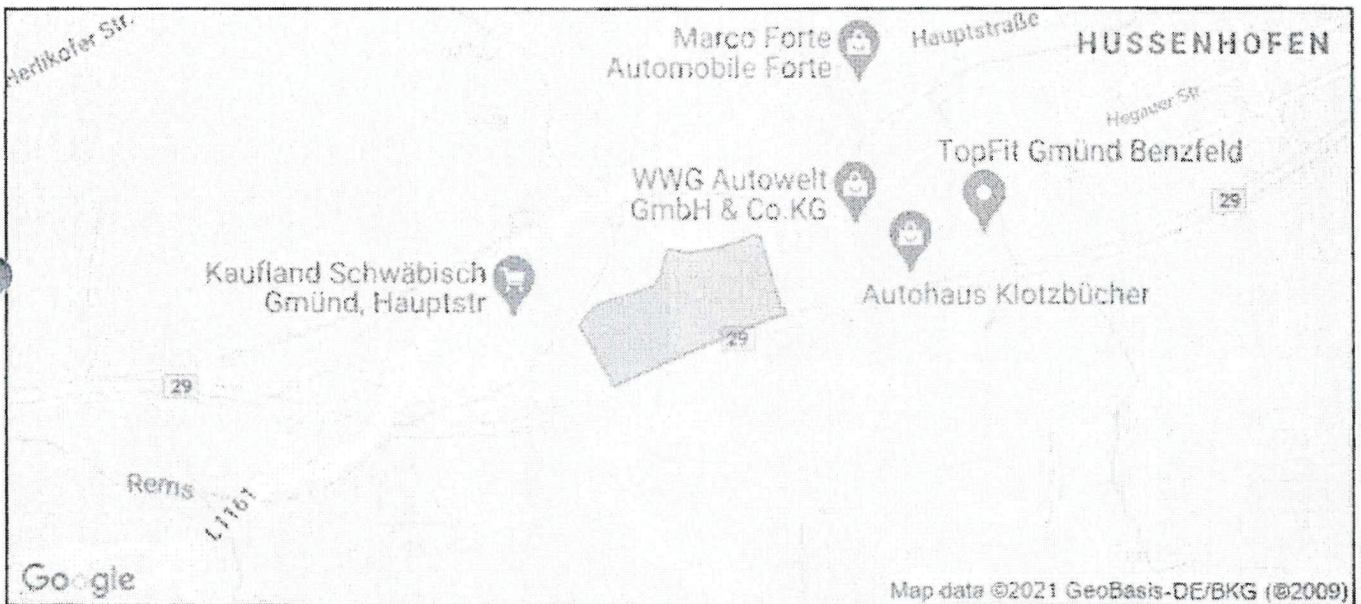 Herlikofer Str.
Marco Forte
Automobile Forte
Hauptstraße
HUSSENHOFEN
Hegauer Str
TopFit Gmünd Benzfeld
WWG Autowelt
GmbH & Co.KG
29
Kaufland Schwäbisch
Gmünd, Hauptstr
Autohaus Klotzbücher
29
29
Rems
L1161
Google
Map data ©2021 GeoBasis-DE/BKG (©2009)